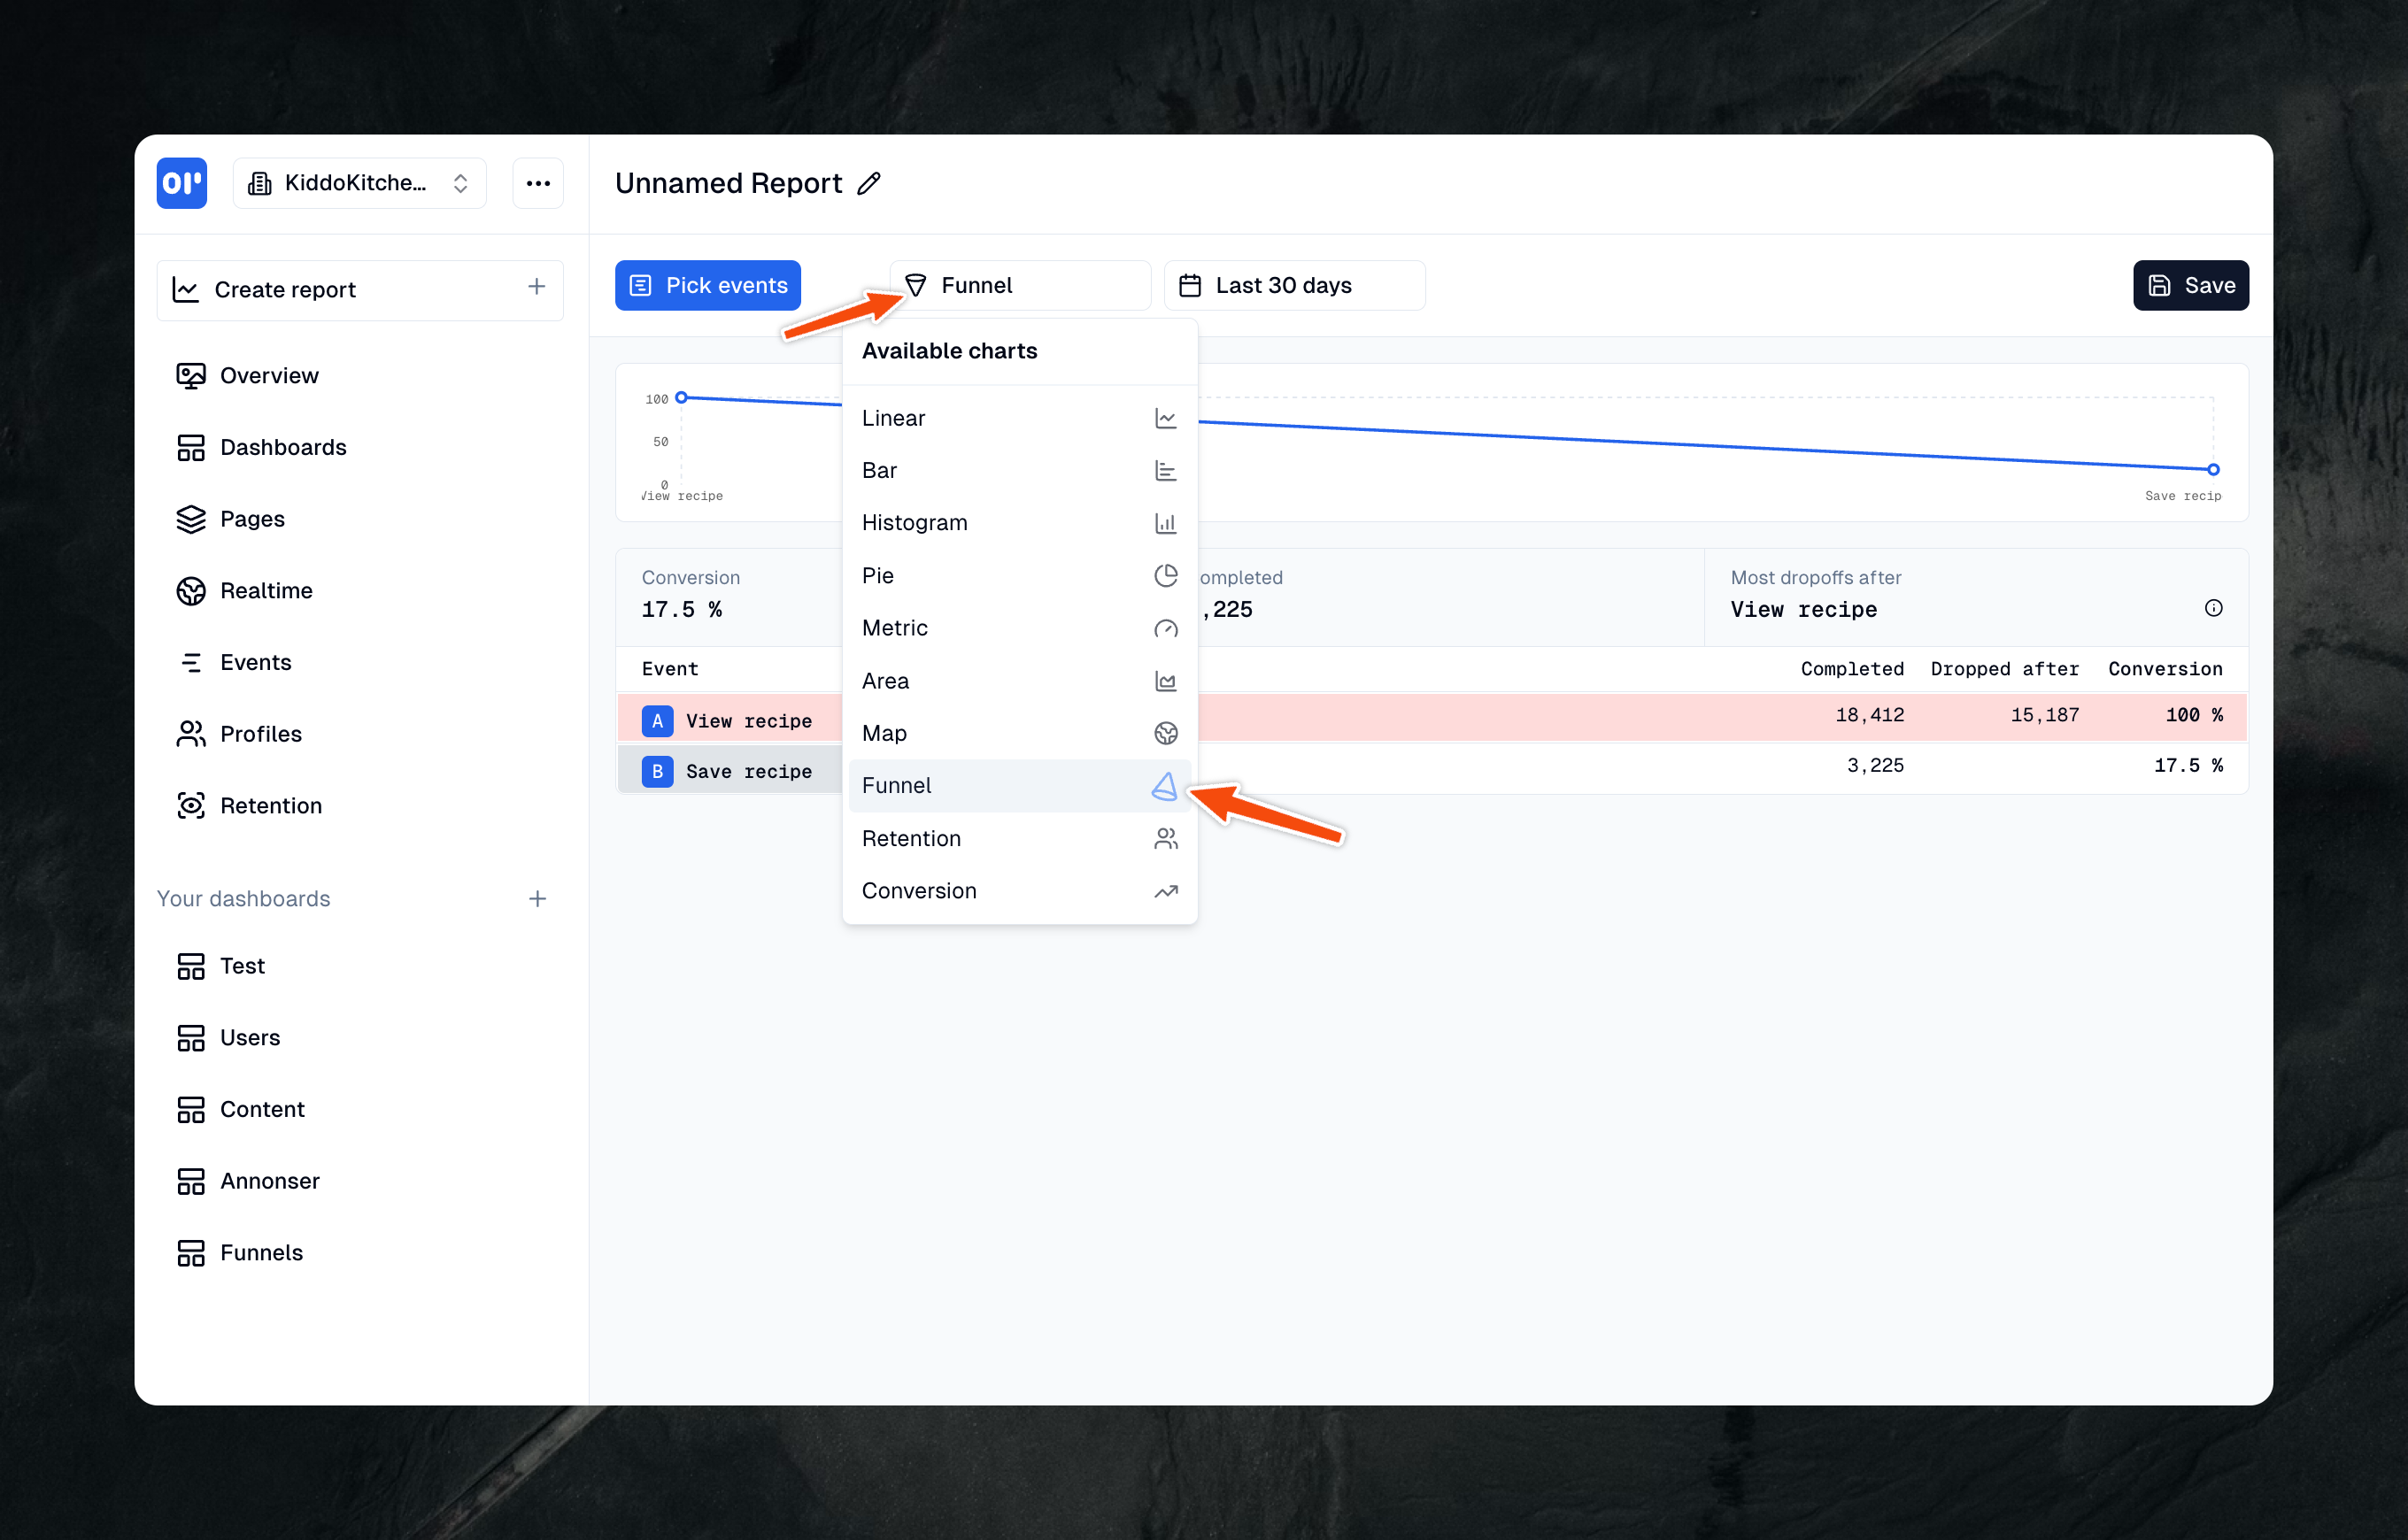 or
KiddoKitche...
Unnamed Report
Create report
Pick events
Funnel
Last 30 days
Save
Overview
Dashboards
Pages
Realtime
Events
Profiles
Retention
Your dashboards
Test
Users
Content
Annonser
Funnels
Available charts
Linear
Bar
Histogram
Pie
Metric
Area
Map
Funnel
Retention
Conversion
100
50
0
View recipe
Save recip
Conversion
17.5 %
ompleted
,225
Most dropoffs after
View recipe
Event Completed Dropped after Conversion
A View recipe 18,412 15,187 100 %
B Save recipe 3,225 17.5 %